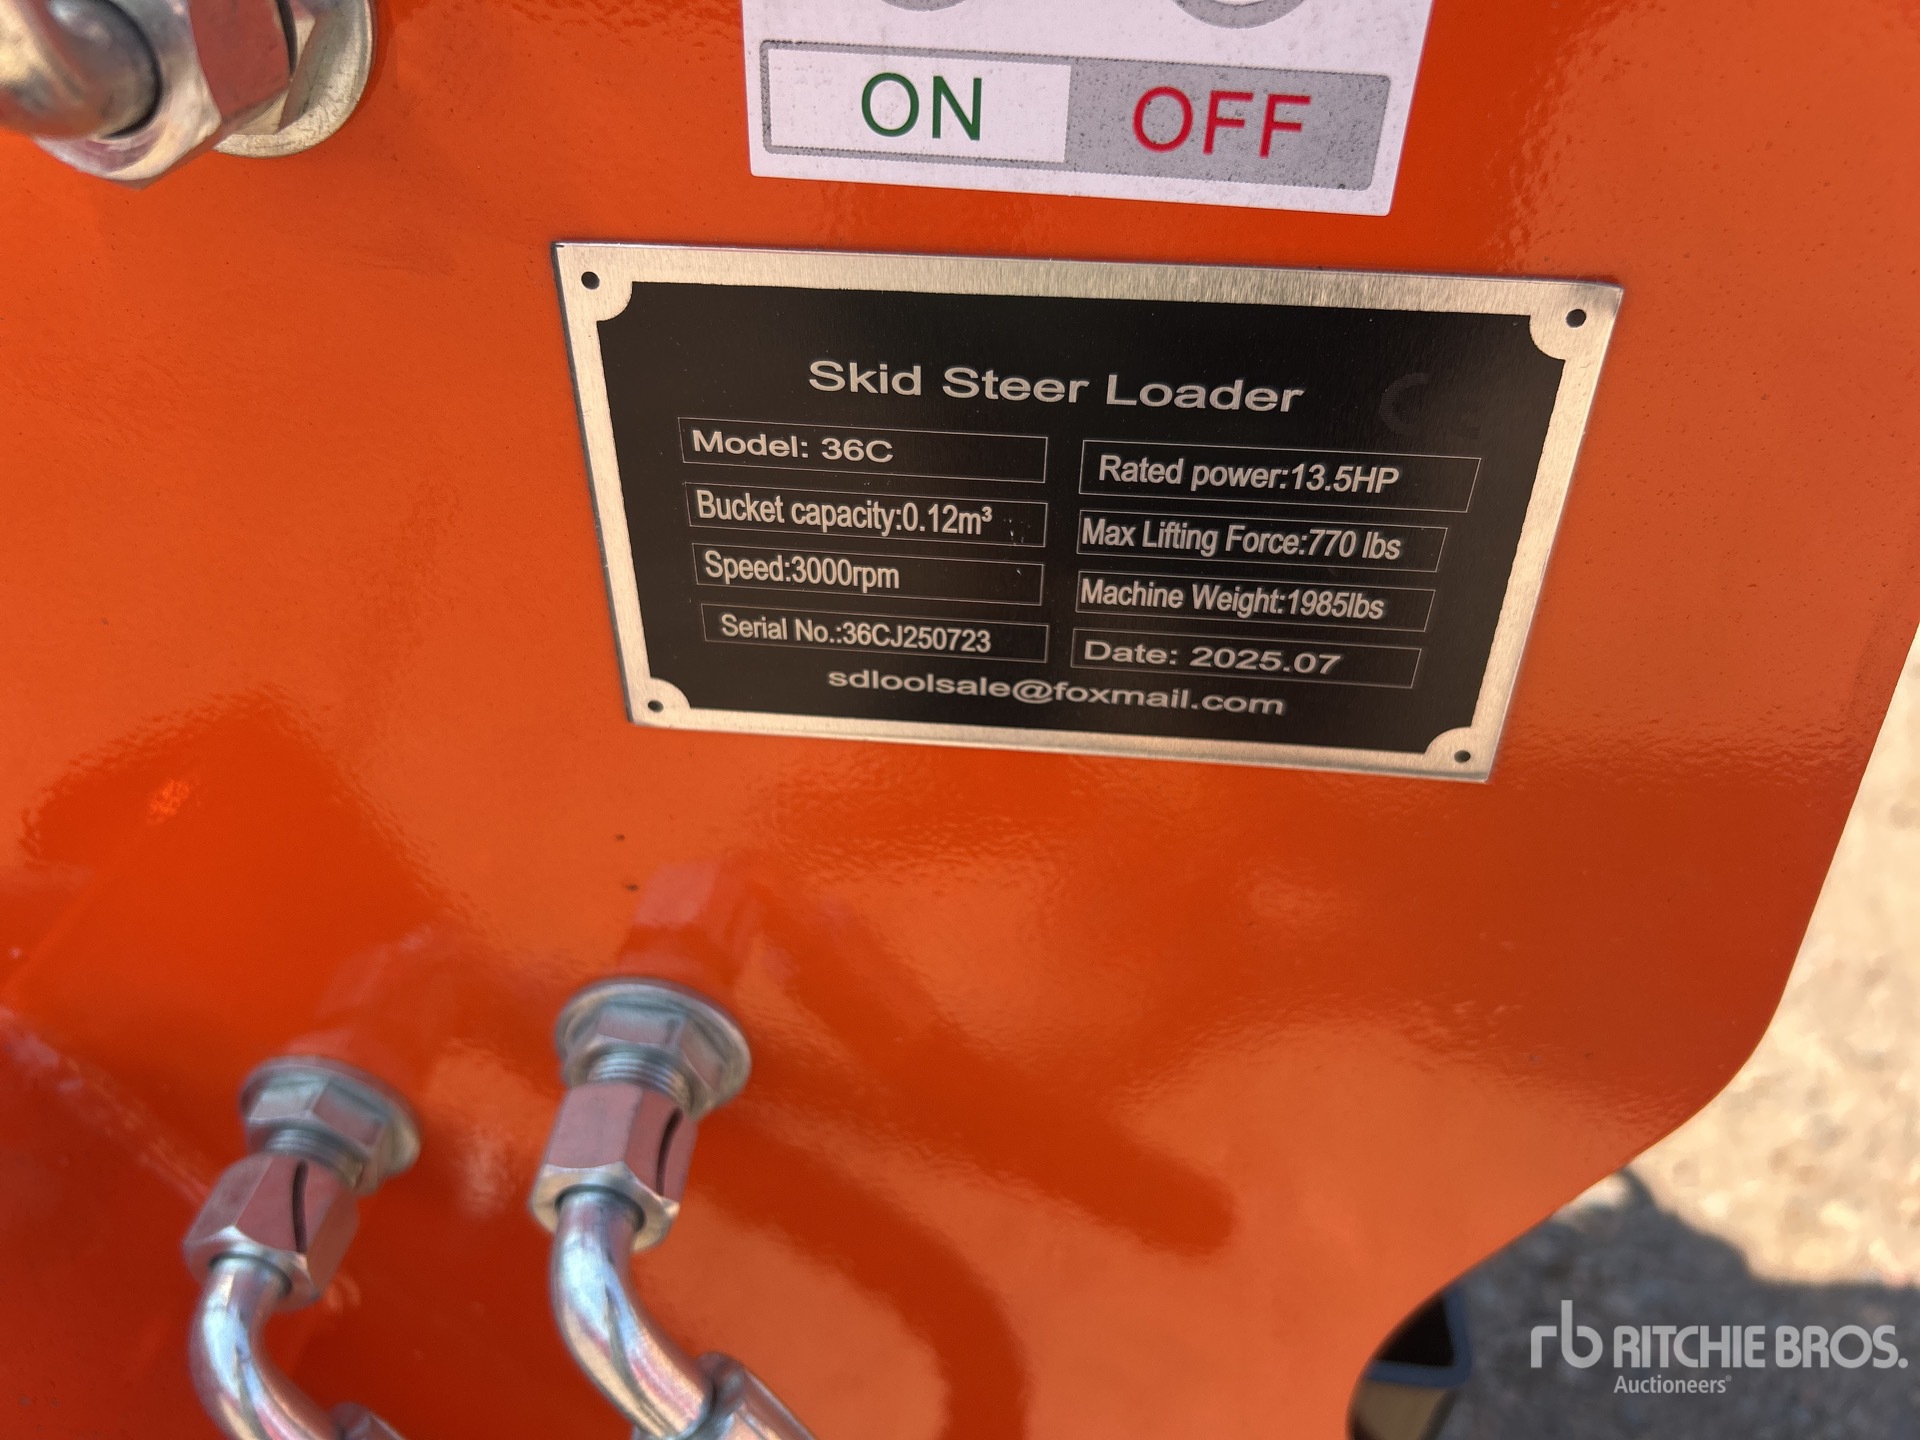 ON OFF
Skid Steer Loader
Model: 36C
Rated power:13.5HP
Bucket capacity:0.12m³
Max Lifting Force:770 lbs
Speed:3000rpm
Machine Weight:1985lbs
Serial No.:36CJ250723
Date: 2025.07
sdloolsale@foxmail.com
rb RITCHIE BROS.
Auctioneers